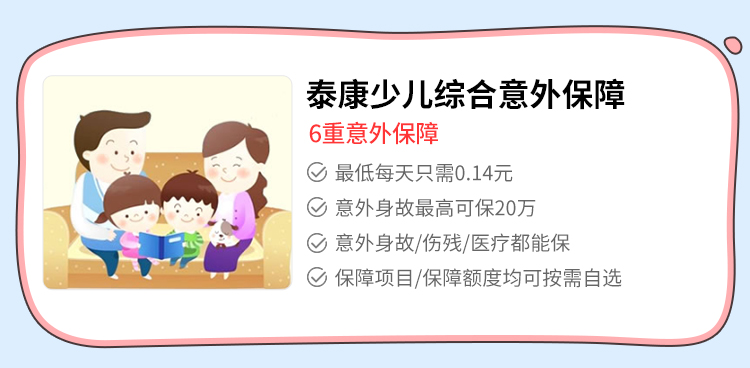 泰康少儿综合意外保障
6重意外保障
最低每天只需0.14元
意外身故最高可保20万
意外身故/伤残/医疗都能保
保障项目/保障额度均可按需自选